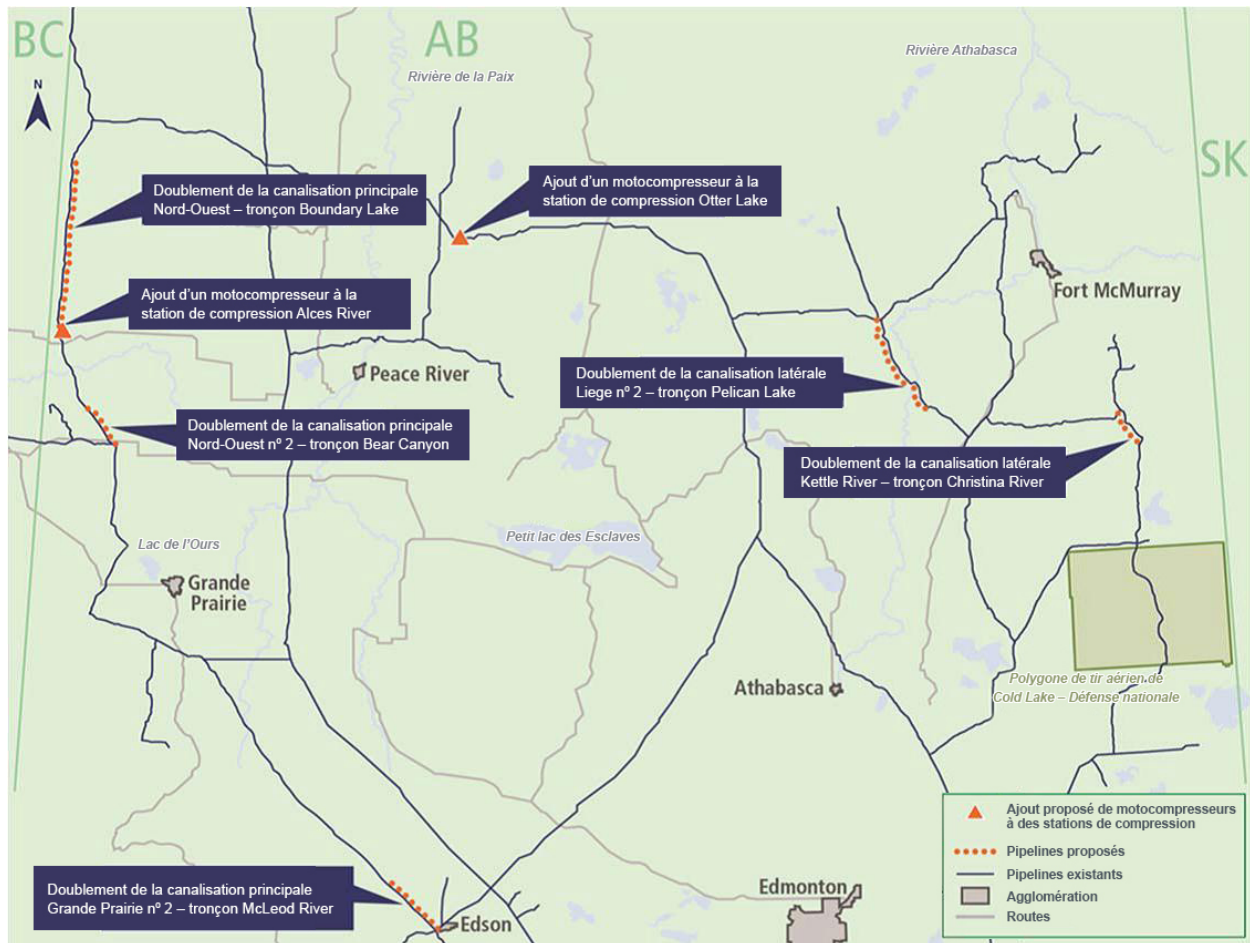 BC
AB
SK
N
Rivière de la Paix
Rivière Athabasca
Doublement de la canalisation principale
Nord-Ouest – tronçon Boundary Lake
Ajout d'un motocompresseur à la
station de compression Otter Lake
Ajout d'un motocompresseur à la
station de compression Alces River
Fort McMurray
Peace River
Doublement de la canalisation latérale
Liege nº 2 – tronçon Pelican Lake
Doublement de la canalisation principale
Nord-Ouest nº 2 – tronçon Bear Canyon
Doublement de la canalisation latérale
Kettle River – tronçon Christina River
Lac de l'Ours
Petit lac des Esclaves
Grande
Prairie
Athabasca
Polygone de tir aérien de
Cold Lake – Défense nationale
Doublement de la canalisation principale
Grande Prairie nº 2 – tronçon McLeod River
Edson
Edmonton
Ajout proposé de motocompresseurs
à des stations de compression
Pipelines proposés
Pipelines existants
Agglomération
Routes